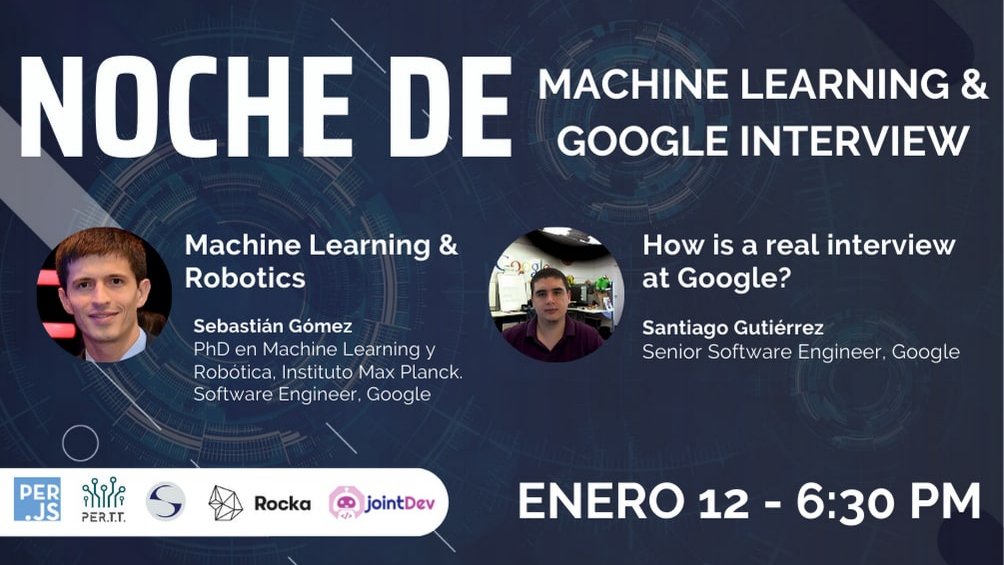 NOCHE DE
MACHINE LEARNING &
GOOGLE INTERVIEW
Machine Learning &
Robotics
Sebastián Gómez
PhD en Machine Learning y
Robótica, Instituto Max Planck.
Software Engineer, Google
Google
How is a real interview
at Google?
Santiago Gutiérrez
Senior Software Engineer, Google
PER
.JS
PER.T.T.
Rocka
jointDev
ENERO 12 - 6:30 PM